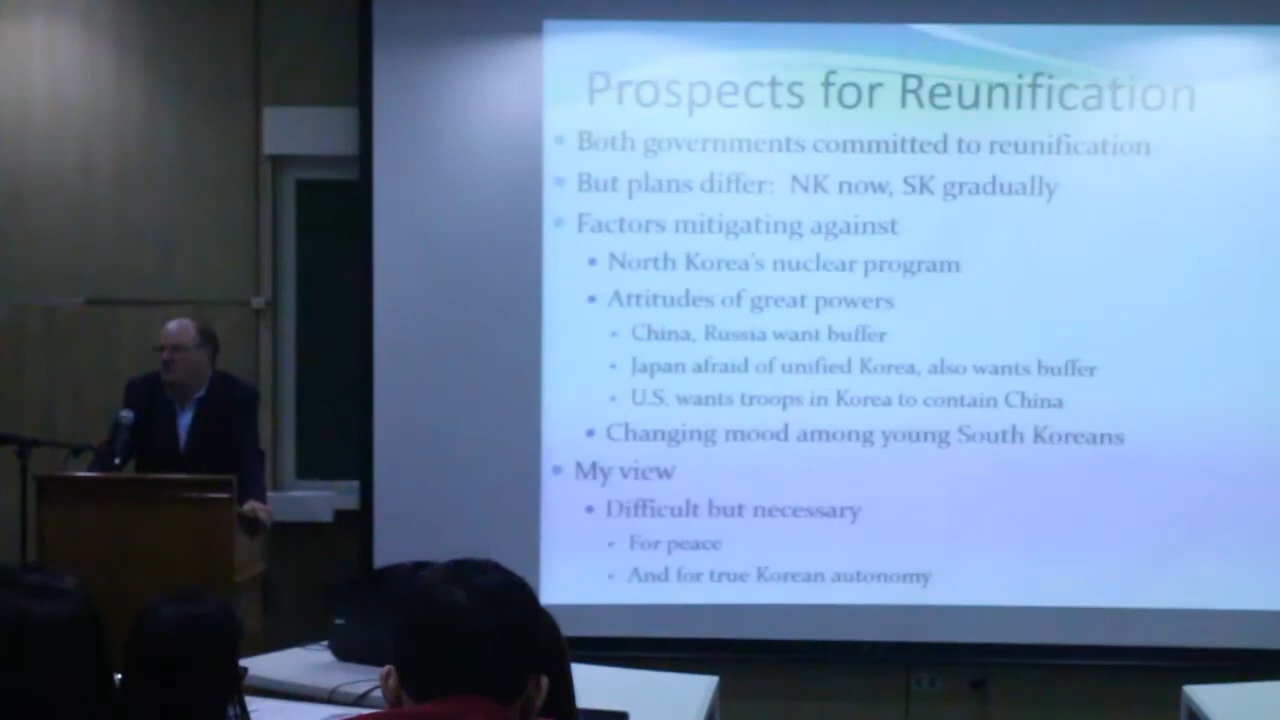 Prospects for Reunification
Both governments committed to reunification
But plans differ: NK now, SK gradually
Factors mitigating against
North Korea's nuclear program
Attitudes of great powers
China, Russia want buffer
Japan afraid of unified Korea, also wants buffer
U.S. wants troops in Korea to contain China
Changing mood among young South Koreans
My view
Difficult but necessary
For peace
And for true Korean autonomy